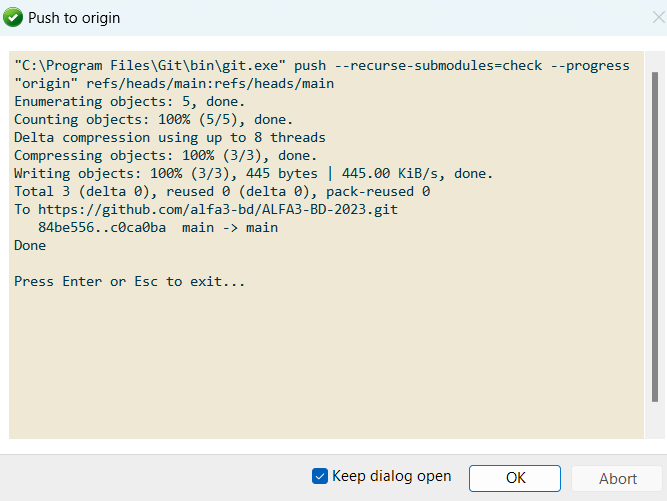 Push to origin
"C:\Program Files\Git\bin\git.exe" push --recurse-submodules=check --progress
"origin" refs/heads/main:refs/heads/main
Enumerating objects: 5, done.
Counting objects: 100% (5/5), done.
Delta compression using up to 8 threads
Compressing objects: 100% (3/3), done.
Writing objects: 100% (3/3), 445 bytes | 445.00 KiB/s, done.
Total 3 (delta 0), reused 0 (delta 0), pack-reused 0
To https://github.com/alfa3-bd/ALFA3-BD-2023.git
   84be556..c0ca0ba  main -> main
Done

Press Enter or Esc to exit...
Keep dialog open OK Abort